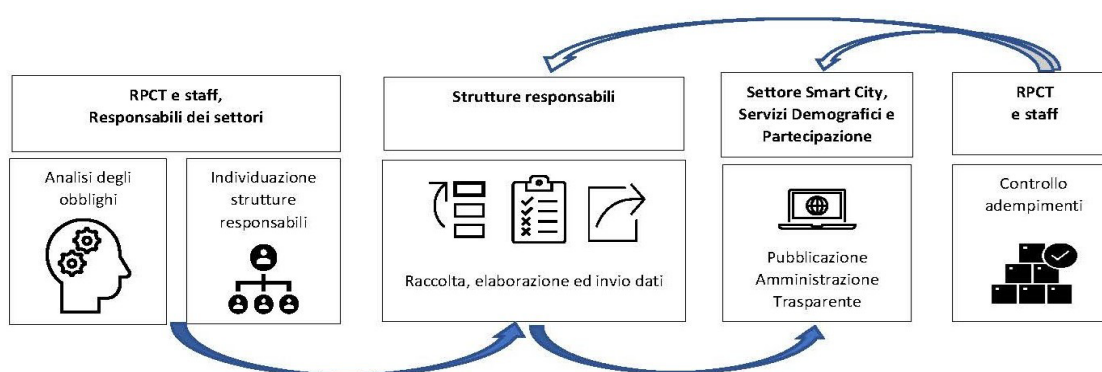 RPCT e staff,
Responsabili dei settori
Analisi degli
obblighi
Individuazione
strutture
responsabili
Strutture responsabili
Raccolta, elaborazione ed invio dati
Settore Smart City,
Servizi Demografici e
Partecipazione
Pubblicazione
Amministrazione
Trasparente
RPCT
e staff
Controllo
adempimenti